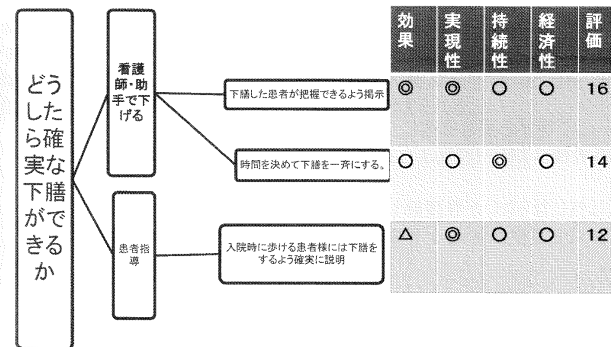 どうしたら確実な下膳ができるか
看護
師・助
手で下
げる
患者指
導
下膳した患者が把握できるよう掲示
時間を決めて下膳を一斉にする。
入院時に歩ける患者様には下膳を
するよう確実に説明
効果 実現性 持続性 経済性 評価
◎ ◎ ○ ○ 16
○ ○ ◎ ○ 14
△ ◎ ○ ○ 12